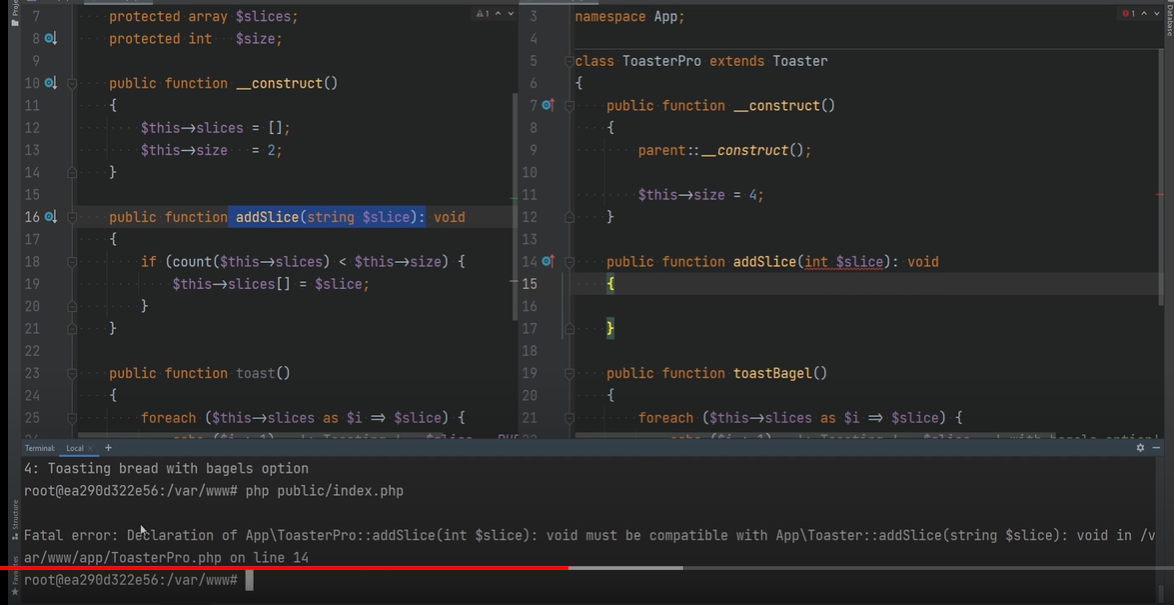 7 protected array $slices;
8 protected int $size;
9
10 public function __construct()
11 {
12 $this->slices = [];
13 $this->size = 2;
14 }
15
16 public function addSlice(string $slice): void
17 {
18 if (count($this->slices) < $this->size) {
19 $this->slices[] = $slice;
20 }
21 }
22
23 public function toast()
24 {
25 foreach ($this->slices as $i => $slice) {
1
3 namespace App;
4
5 class ToasterPro extends Toaster
6 {
7 public function __construct()
8 {
9 parent::__construct();
10
11 $this->size = 4;
12 }
13
14 public function addSlice(int $slice): void
15 {
16
17 }
18
19 public function toastBagel()
20 {
21 foreach ($this->slices as $i => $slice) {
1
Database
Structure
Favorites
Terminal: Local × +
4: Toasting bread with bagels option
root@ea290d322e56:/var/www# php public/index.php
Fatal error: Declaration of App\ToasterPro::addSlice(int $slice): void must be compatible with App\Toaster::addSlice(string $slice): void in /v
ar/www/app/ToasterPro.php on line 14
root@ea290d322e56:/var/www#